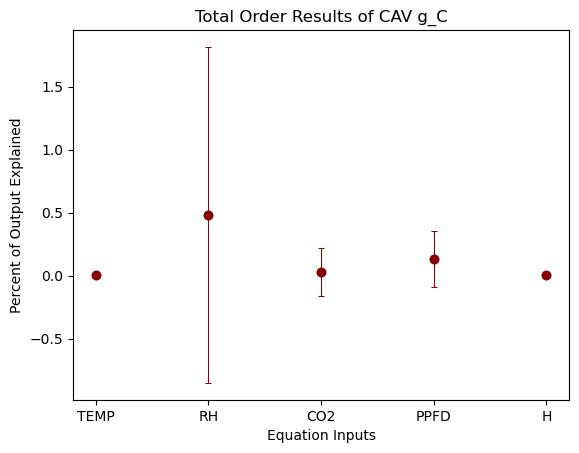 Total Order Results of CAV g_C
Percent of Output Explained
1.5
1.0
0.5
0.0
−0.5
TEMP RH CO2 PPFD H
Equation Inputs